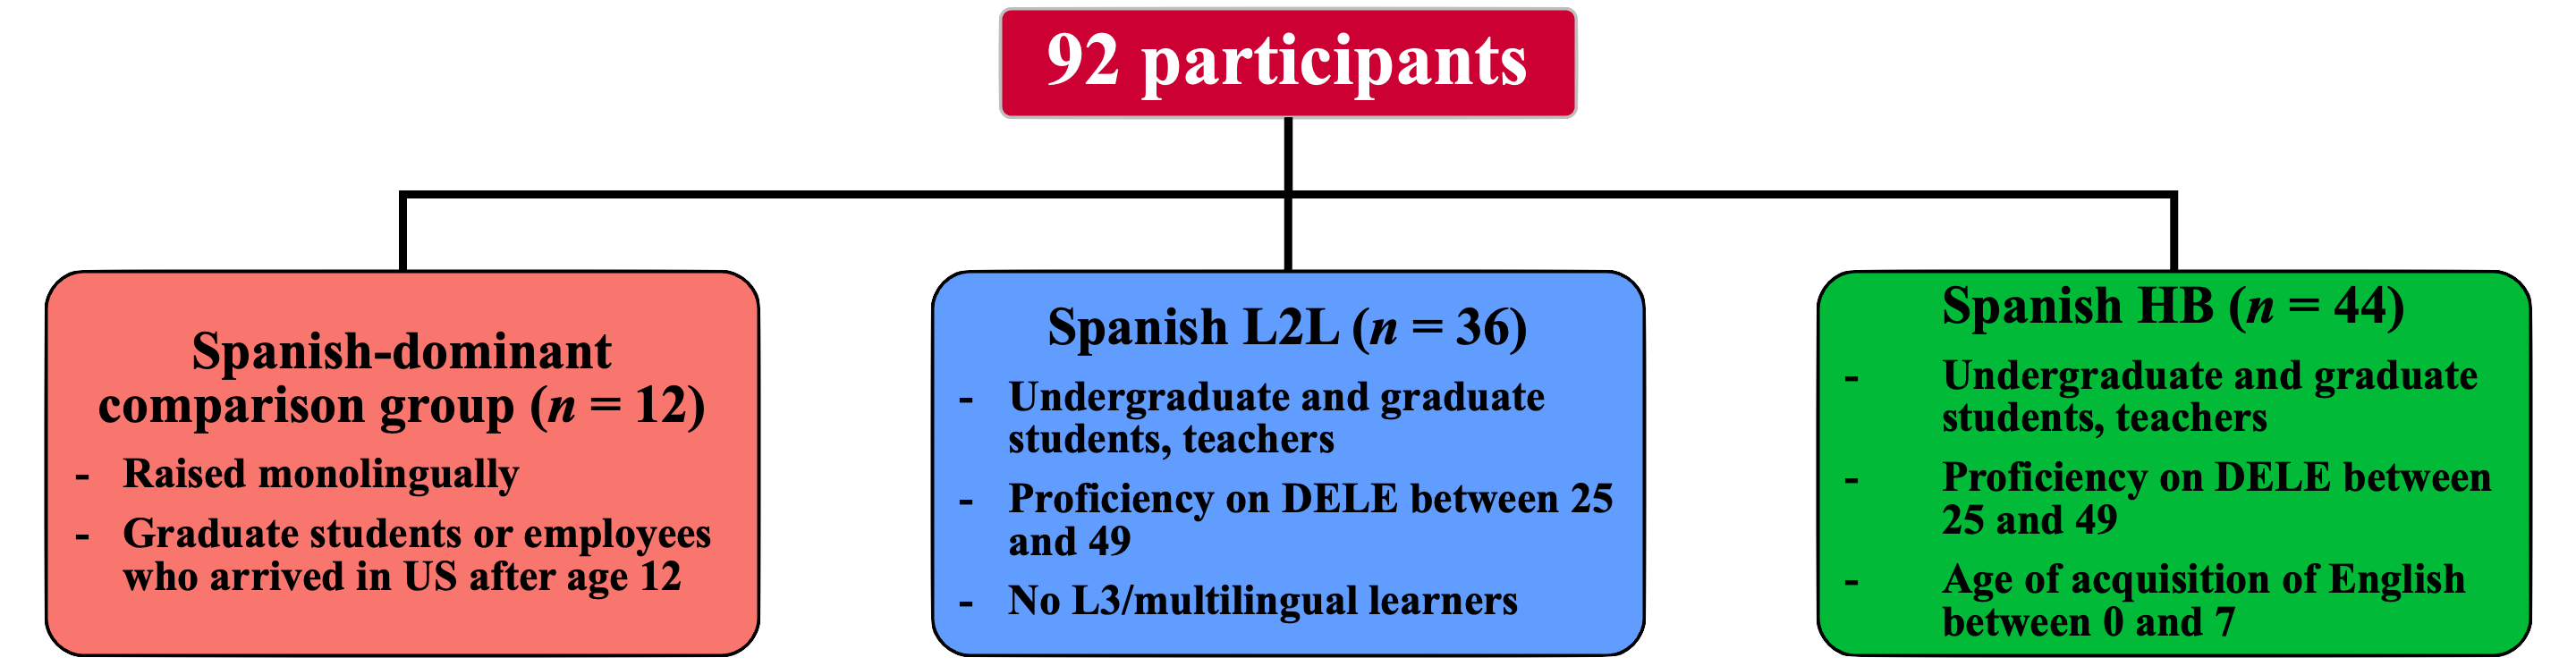 92 participants
Spanish-dominant
comparison group (n = 12)
- Raised monolingually
- Graduate students or employees
who arrived in US after age 12
Spanish L2L (n = 36)
- Undergraduate and graduate
students, teachers
- Proficiency on DELE between 25
and 49
- No L3/multilingual learners
Spanish HB (n = 44)
- Undergraduate and graduate
students, teachers
- Proficiency on DELE between
25 and 49
- Age of acquisition of English
between 0 and 7